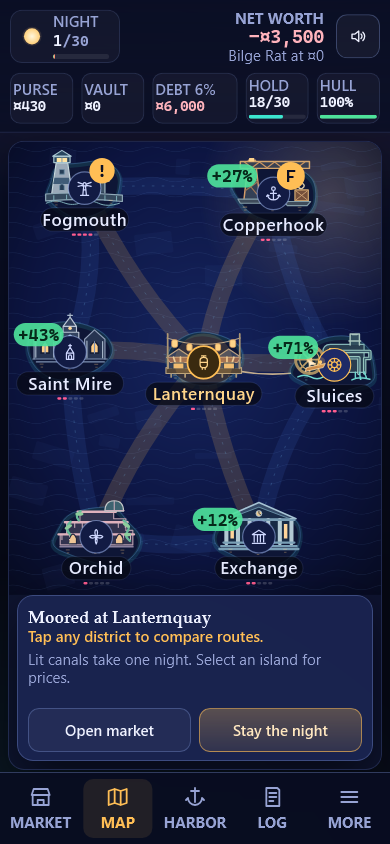 NIGHT
1/30
NET WORTH
−¤3,500
Bilge Rat at ¤0
PURSE
¤430
VAULT
¤0
DEBT 6%
¤6,000
HOLD
18/30
HULL
100%
!
Fogmouth
+27%
F
Copperhook
+43%
Saint Mire
Lanternquay
+71%
Sluices
Orchid
+12%
Exchange
Moored at Lanternquay
Tap any district to compare routes.
Lit canals take one night. Select an island for
prices.
Open market
Stay the night
MARKET
MAP
HARBOR
LOG
MORE